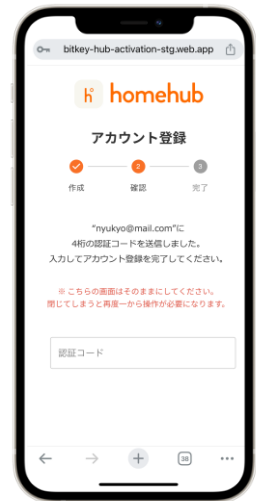 bitkey-hub-activation-stg.web.app
homehub
アカウント登録
2 3
作成 確認 完了
“nyukyo@mail.com”に
4桁の認証コードを送信しました。
入力してアカウント登録を完了してください。
※ こちらの画面はそのままにしてください。
閉じてしまうと再度一から操作が必要になります。
認証コード
38